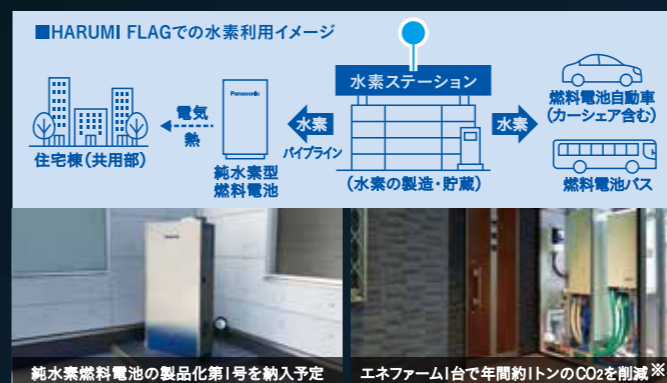 ■HARUMI FLAGでの水素利用イメージ
水素ステーション
Panasonic
電気
熱
水素
水素
パイプライン
燃料電池自動車
(カーシェア含む)
住宅棟(共用部)
純水素型
燃料電池
(水素の製造・貯蔵)
燃料電池バス
純水素燃料電池の製品化第1号を納入予定
エネファーム1台で年間約1トンのCO2を削減※